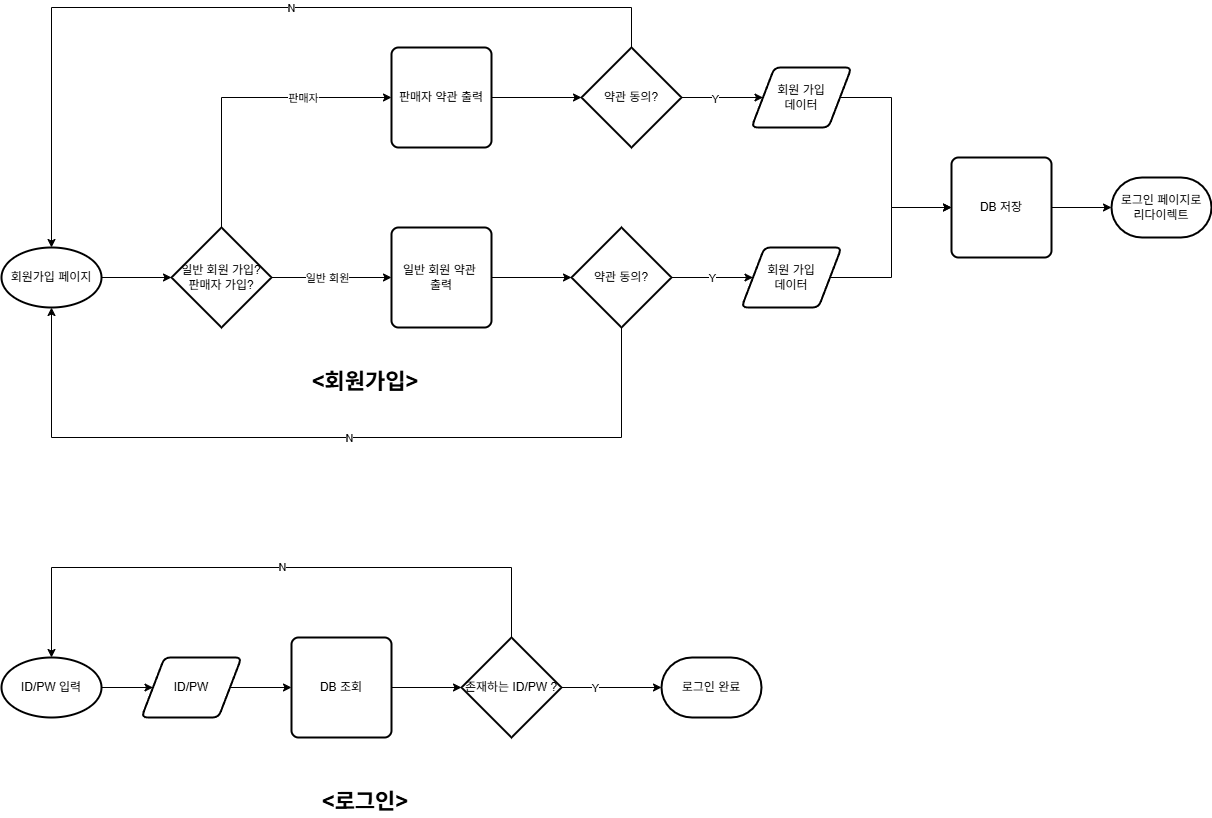 N
판매자
판매자 약관 출력
약관 동의?
Y
회원 가입
데이터
DB 저장
로그인 페이지로
리다이렉트
회원가입 페이지
일반 회원 가입?
판매자 가입?
일반 회원
일반 회원 약관
출력
약관 동의?
Y
회원 가입
데이터
<회원가입>
N
N
ID/PW 입력
ID/PW
DB 조회
존재하는 ID/PW ?
Y
로그인 완료
<로그인>